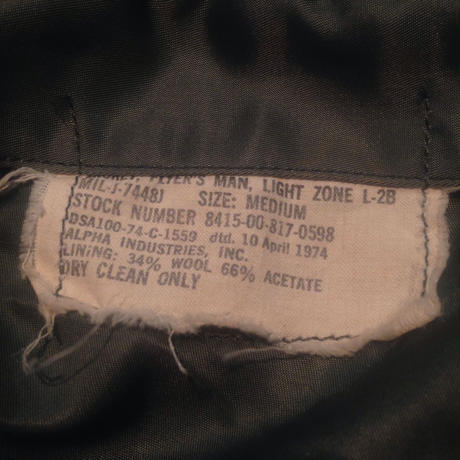 JACKET, FLYER'S MAN, LIGHT ZONE L-2B
MIL-J-7448J SIZE: MEDIUM
STOCK NUMBER 8415-00-817-0598
DSA100-74-C-1559 dtd. 10 April 1974
ALPHA INDUSTRIES, INC.
LINING: 34% WOOL 66% ACETATE
DRY CLEAN ONLY